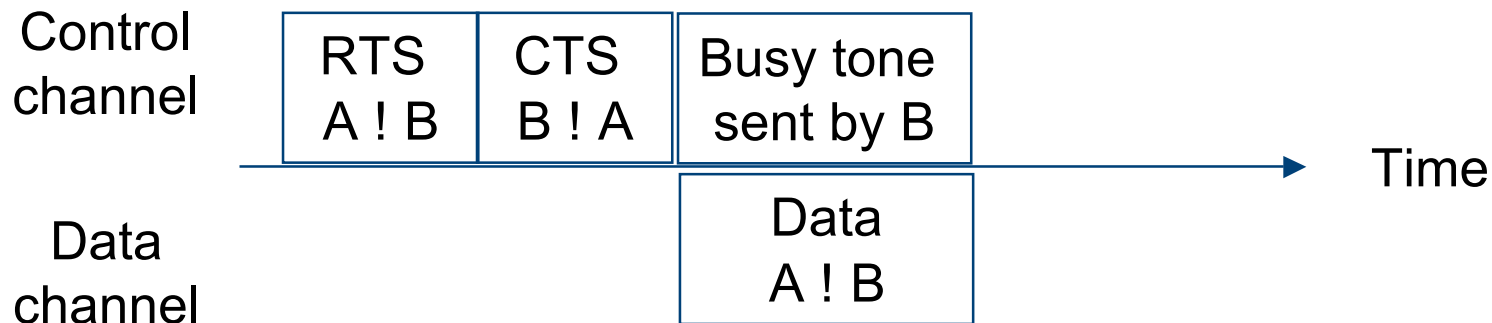 Control
channel
RTS
A ! B
CTS
B ! A
Busy tone
sent by B
Time
Data
channel
Data
A ! B